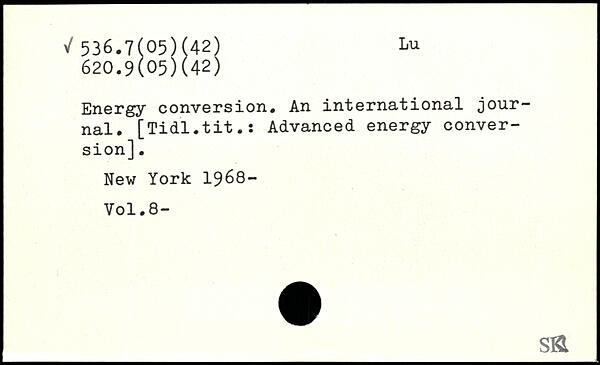 √ 536.7(05)(42) Lu
620.9(05)(42)
Energy conversion. An international jour-
nal. [Tidl.tit.: Advanced energy conver-
sion].
New York 1968-
Vol.8-